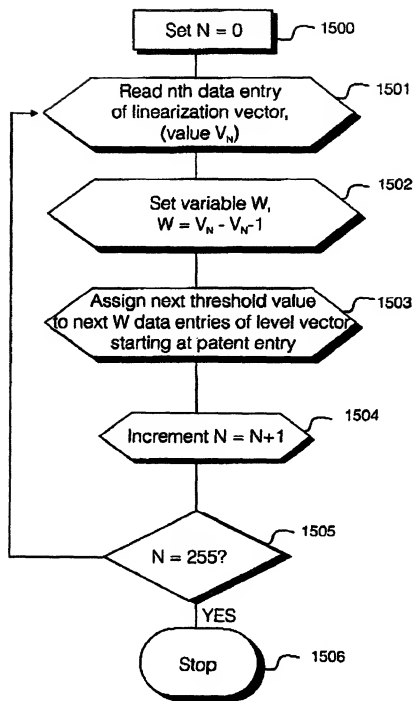 Set N = 0
1500
Read nth data entry
of linearization vector,
(value V_N)
1501
Set variable W,
W = V_N - V_N-1
1502
Assign next threshold value
to next W data entries of level vector
starting at patent entry
1503
Increment N = N+1
1504
N = 255?
1505
YES
Stop
1506